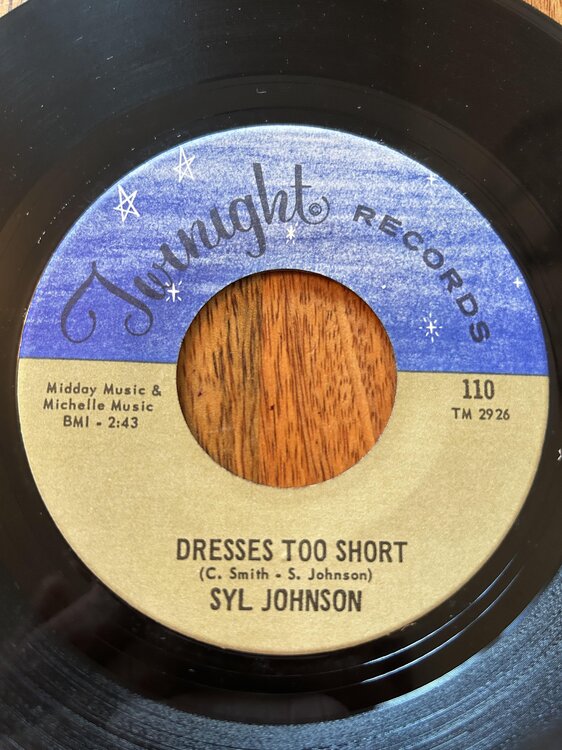 Twinight © RECORDS
Midday Music &
Michelle Music
BMI - 2:43
110
TM 2926
DRESSES TOO SHORT
(C. Smith - S. Johnson)
SYL JOHNSON